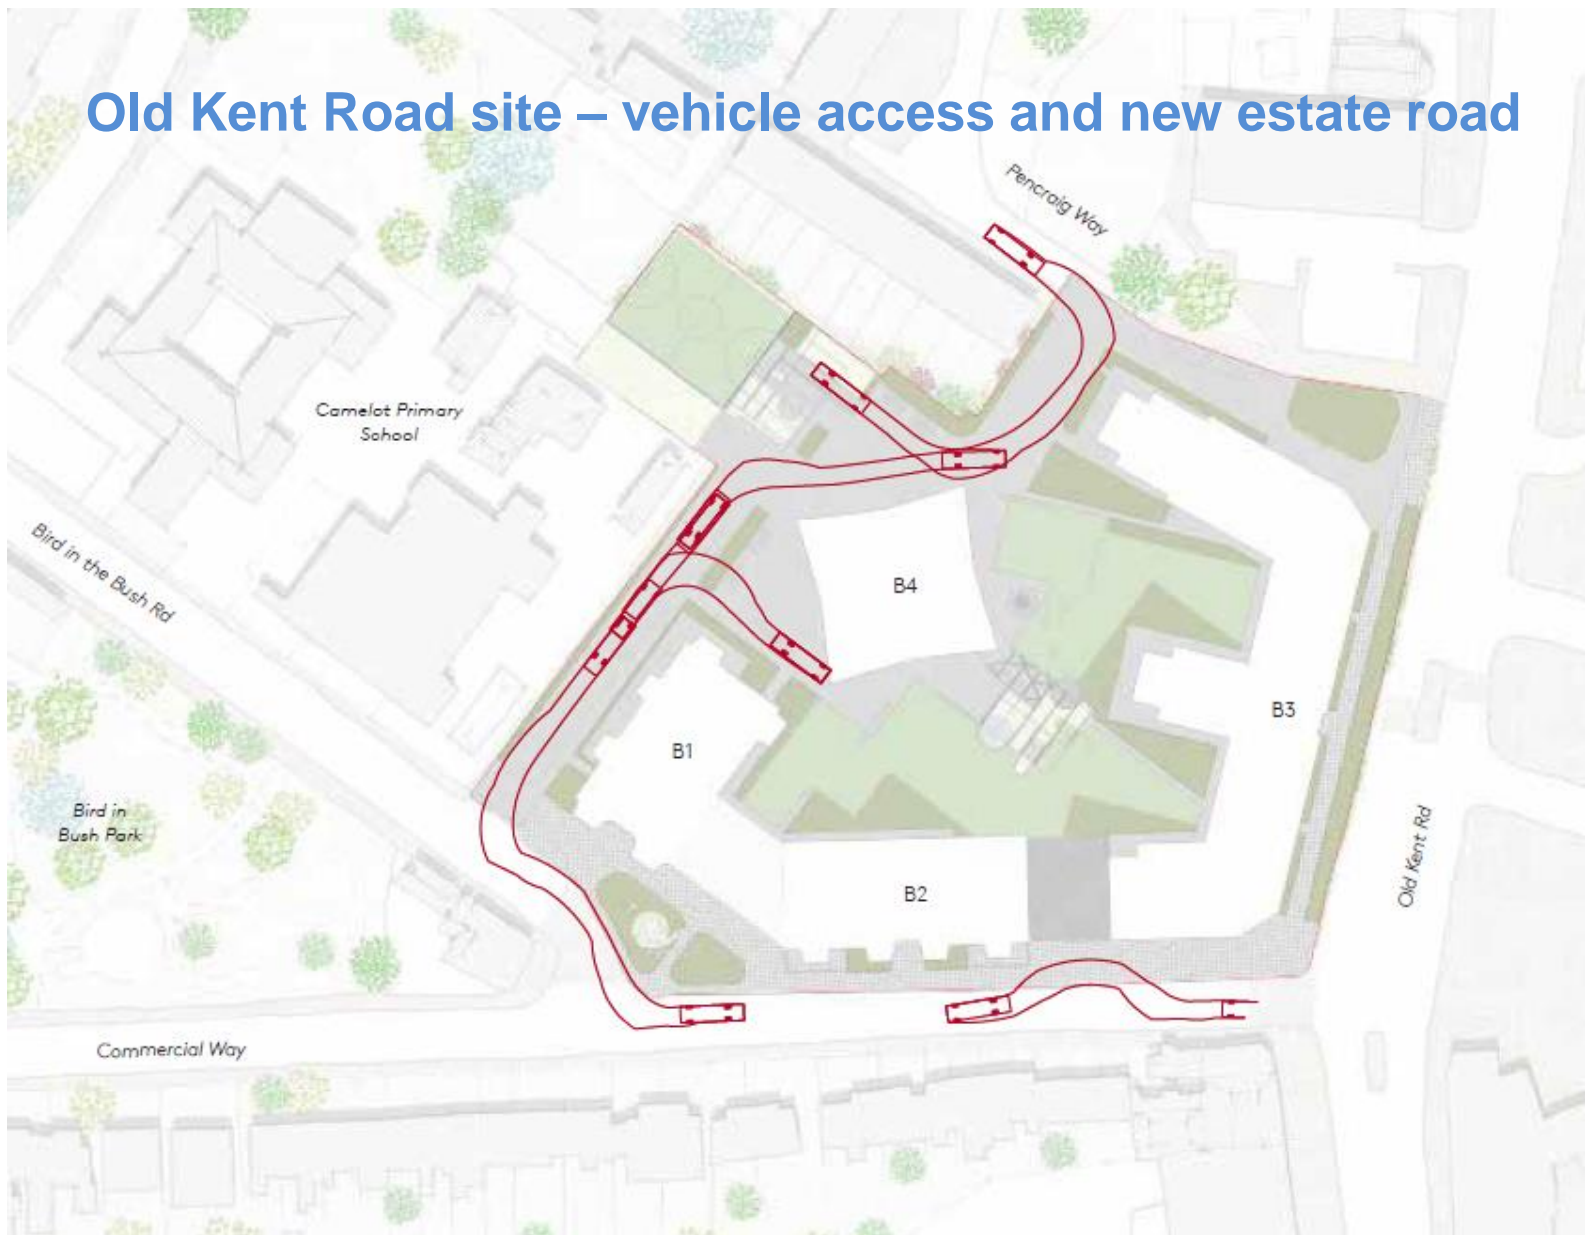 Old Kent Road site – vehicle access and new estate road
Pencraig Way
Camelot Primary
School
Bird in the Bush Rd
B4
B3
B1
Bird in
Bush Park
Old Kent Rd
B2
Commercial Way